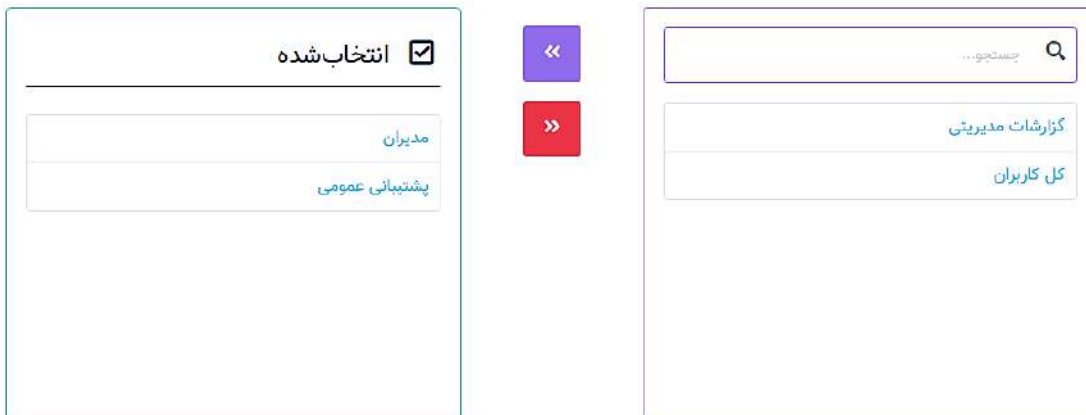 جستجو...
گزارشات مدیریتی
کل کاربران
انتخاب‌شده
مدیران
پشتیبانی عمومی